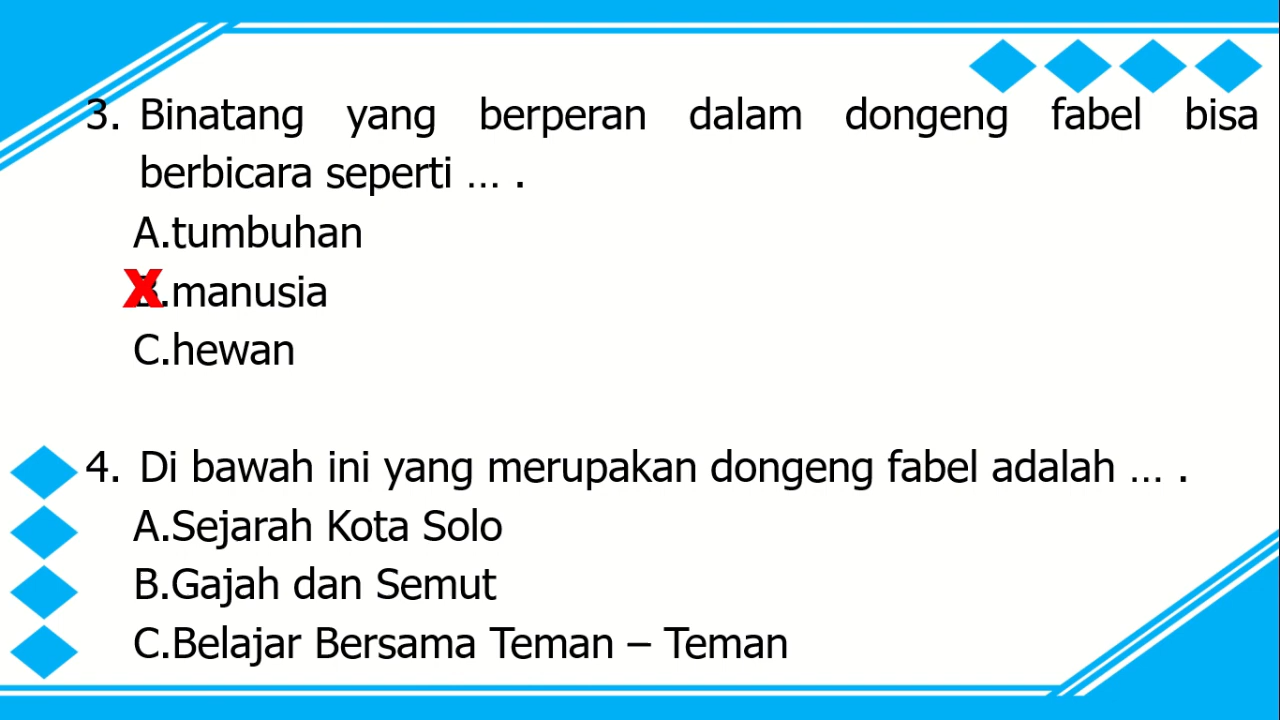 3. Binatang yang berperan dalam dongeng fabel bisa
berbicara seperti ... .
A.tumbuhan
B.manusia
C.hewan
4. Di bawah ini yang merupakan dongeng fabel adalah ... .
A.Sejarah Kota Solo
B.Gajah dan Semut
C.Belajar Bersama Teman – Teman